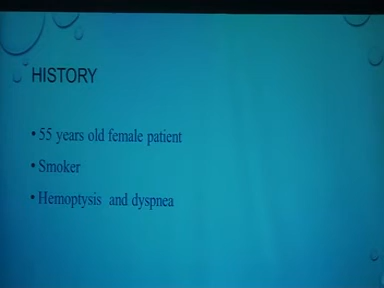 HISTORY
• 55 years old female patient
• Smoker
• Hemoptysis and dyspnea